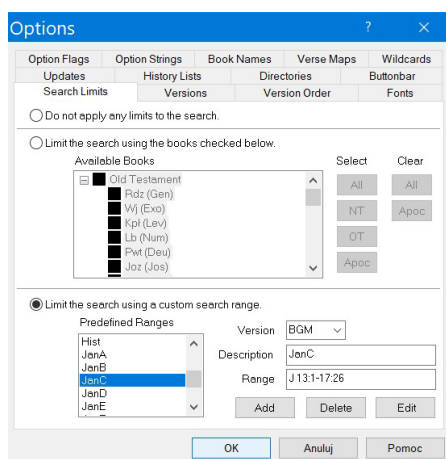 Options ? ×
Option Flags Option Strings Book Names Verse Maps Wildcards
Updates History Lists Directories Buttonbar
Search Limits Versions Version Order Fonts
Do not apply any limits to the search.
Limit the search using the books checked below.
Available Books Select Clear
Old Testament
Rdz (Gen) All All
Wj (Exo)
Kpł (Lev) NT Apoc
Lb (Num) OT
Pwt (Deu)
Joz (Jos) Apoc
Limit the search using a custom search range.
Predefined Ranges Version BGM
Hist
JanA Description JanC
JanB
JanC Range J 13:1-17:26
JanD
JanE Add Delete Edit
OK Anuluj Pomoc